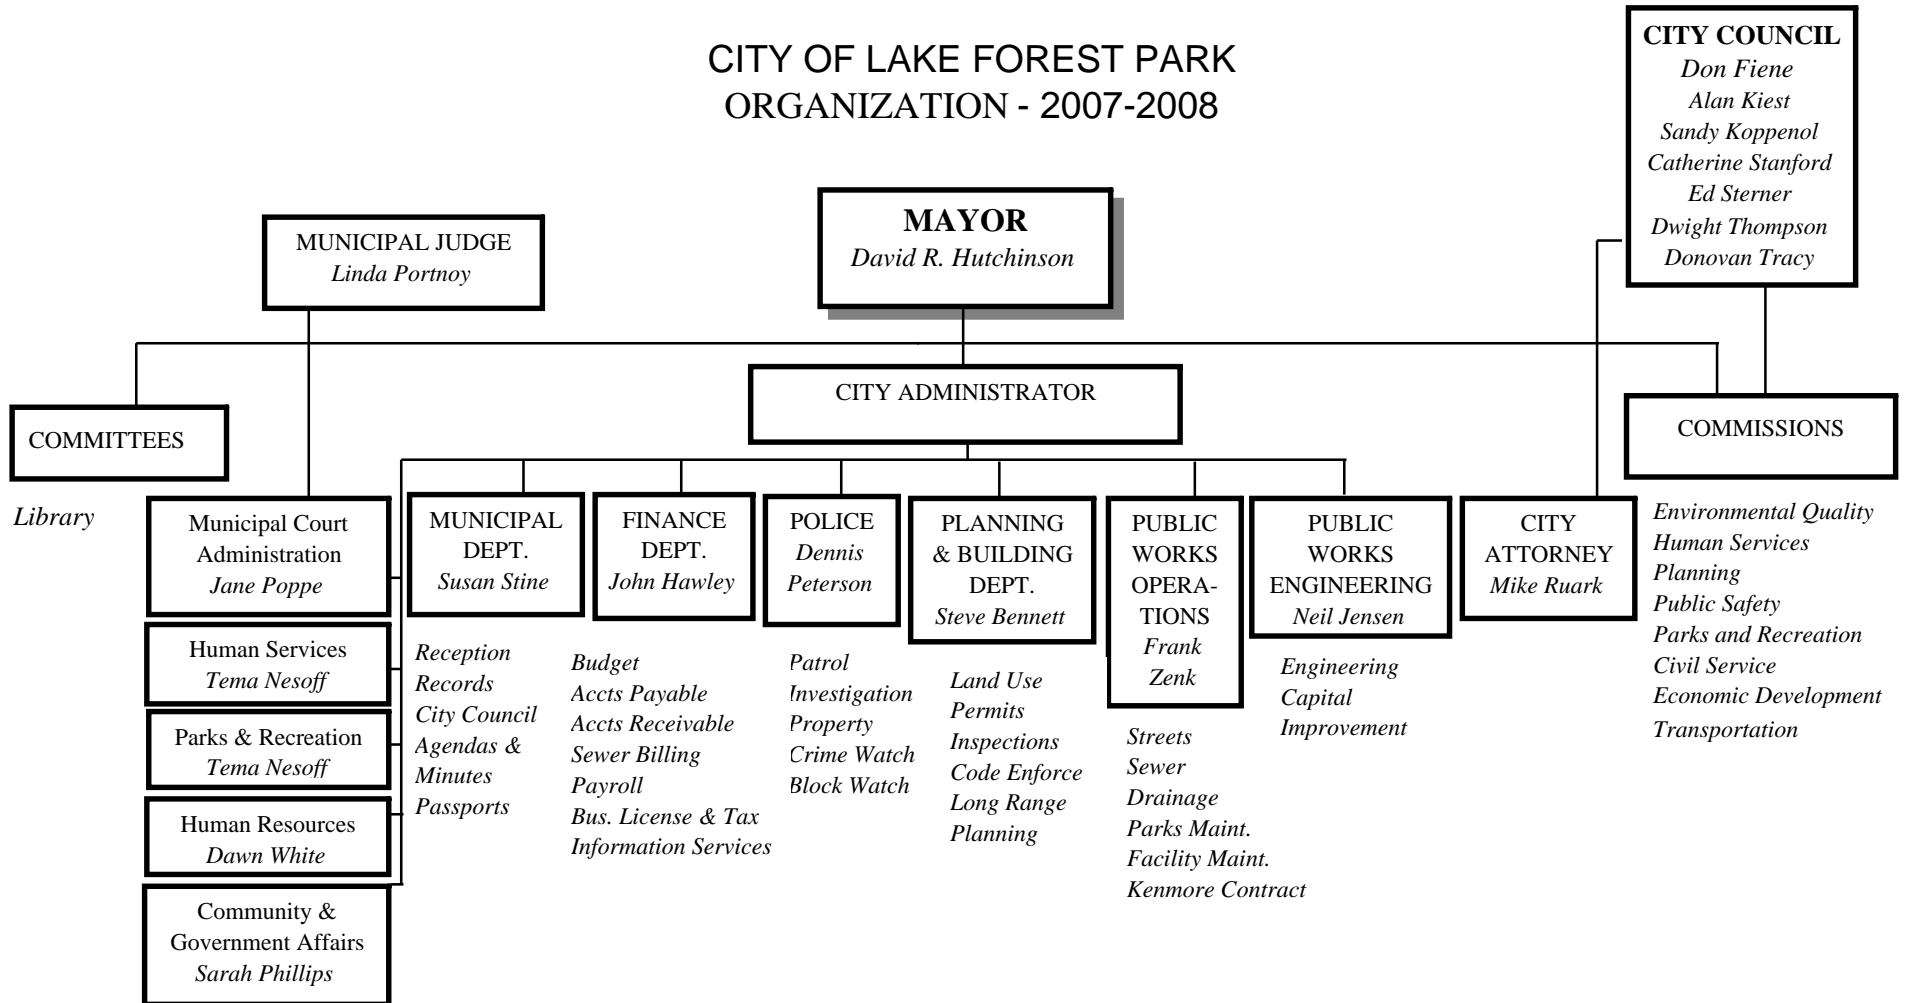 CITY OF LAKE FOREST PARK
ORGANIZATION - 2007-2008
CITY COUNCIL
Don Fiene
Alan Kiest
Sandy Koppenol
Catherine Stanford
Ed Sterner
Dwight Thompson
Donovan Tracy
MAYOR
David R. Hutchinson
MUNICIPAL JUDGE
Linda Portnoy
CITY ADMINISTRATOR
COMMITTEES
Library
COMMISSIONS
Environmental Quality
Human Services
Planning
Public Safety
Parks and Recreation
Civil Service
Economic Development
Transportation
Municipal Court
Administration
Jane Poppe
Human Services
Tema Nesoff
Parks & Recreation
Tema Nesoff
Human Resources
Dawn White
Community &
Government Affairs
Sarah Phillips
MUNICIPAL
DEPT.
Susan Stine
Reception
Records
City Council
Agendas &
Minutes
Passports
FINANCE
DEPT.
John Hawley
Budget
Accts Payable
Accts Receivable
Sewer Billing
Payroll
Bus. License & Tax
Information Services
POLICE
Dennis
Peterson
Patrol
Investigation
Property
Crime Watch
Block Watch
PLANNING
& BUILDING
DEPT.
Steve Bennett
Land Use
Permits
Inspections
Code Enforce
Long Range
Planning
PUBLIC
WORKS
OPERA-
TIONS
Frank
Zenk
Streets
Sewer
Drainage
Parks Maint.
Facility Maint.
Kenmore Contract
PUBLIC
WORKS
ENGINEERING
Neil Jensen
Engineering
Capital
Improvement
CITY
ATTORNEY
Mike Ruark